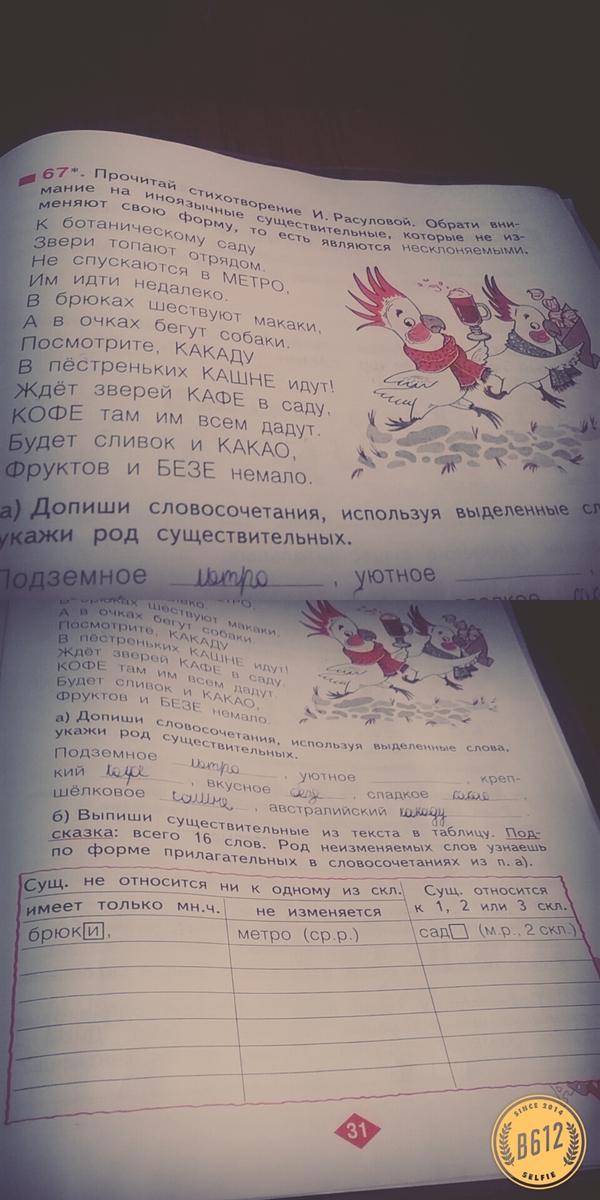 67*. Прочитай стихотворение И. Расуловой. Обрати вни-
мание на иноязычные существительные, которые не из-
меняют свою форму, то есть являются несклоняемыми.
К ботаническому саду
Звери топают отрядом.
Не спускаются в МЕТРО,
Им идти недалеко.
В брюках шествуют макаки,
А в очках бегут собаки.
Посмотрите, КАКАДУ
В пёстреньких КАШНЕ идут!
Ждёт зверей КАФЕ в саду,
КОФЕ там им всем дадут.
Будет сливок и КАКАО,
Фруктов и БЕЗЕ немало.
а) Допиши словосочетания, используя выделенные сл
укажи род существительных.
Подземное метро, уютное
В брюках шествуют макаки,
А в очках бегут собаки.
Посмотрите, КАКАДУ
В пёстреньких КАШНЕ идут!
Ждёт зверей КАФЕ в саду,
КОФЕ там им всем дадут.
Будет сливок и КАКАО,
Фруктов и БЕЗЕ немало.
а) Допиши словосочетания, используя выделенные слова,
укажи род существительных.
Подземное метро, уютное , креп-
кий кофе, вкусное безе, сладкое какао,
шёлковое кашне, австралийский какаду.
б) Выпиши существительные из текста в таблицу. Под-
сказка: всего 16 слов. Род неизменяемых слов узнаешь
по форме прилагательных в словосочетаниях из п. а).
Сущ. не относится ни к одному из скл. Сущ. относится
имеет только мн.ч. не изменяется к 1, 2 или 3 скл.
брюки, метро (ср.р.) сад (м.р., 2 скл.)
31
SINCE 2014
B612
SELFIE